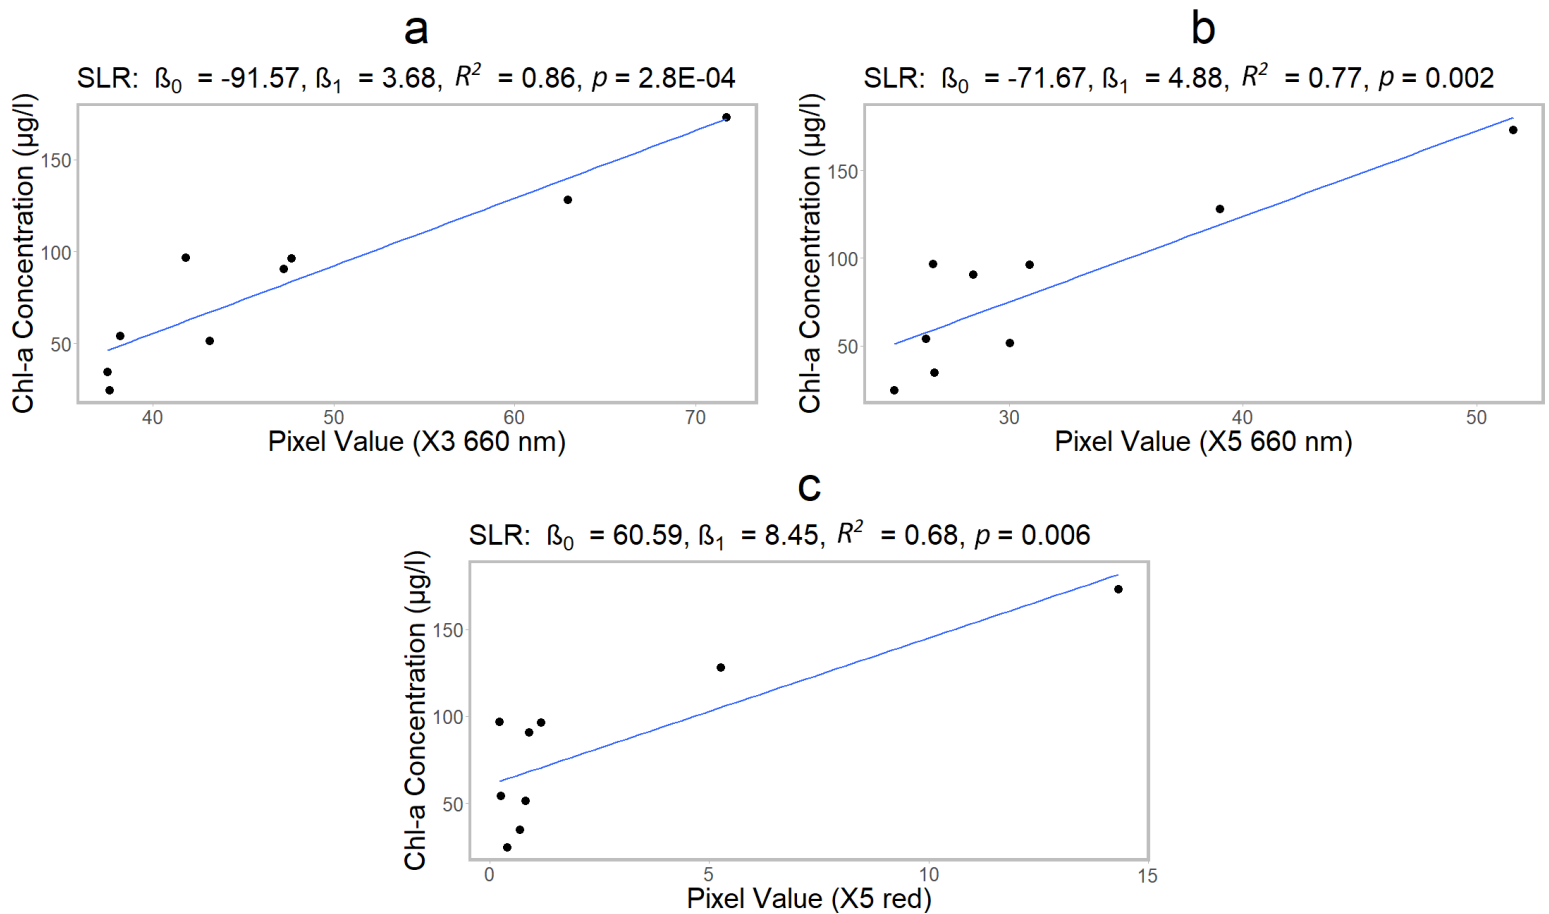 a
SLR: ß0 = -91.57, ß1 = 3.68, R2 = 0.86, p = 2.8E-04
Chl-a Concentration (µg/l)
150
100
50
40 50 60 70
Pixel Value (X3 660 nm)
b
SLR: ß0 = -71.67, ß1 = 4.88, R2 = 0.77, p = 0.002
Chl-a Concentration (µg/l)
150
100
50
30 40 50
Pixel Value (X5 660 nm)
c
SLR: ß0 = 60.59, ß1 = 8.45, R2 = 0.68, p = 0.006
Chl-a Concentration (µg/l)
150
100
50
0 5 10 15
Pixel Value (X5 red)